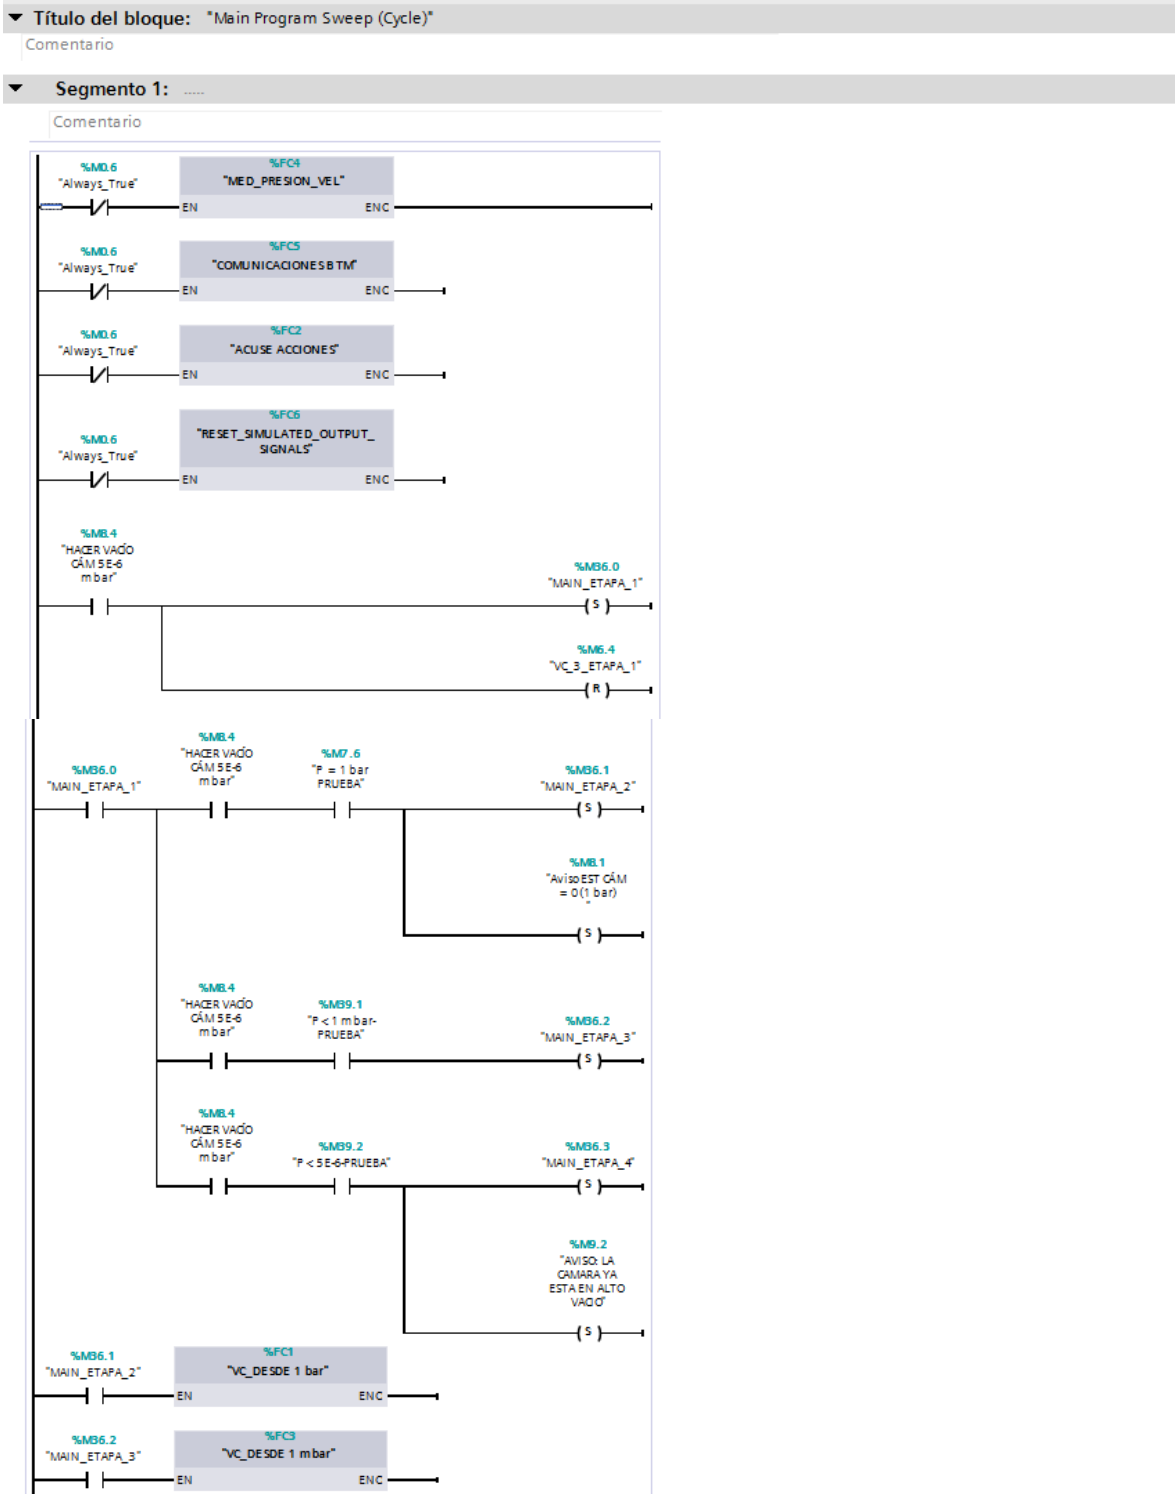 Título del bloque: "Main Program Sweep (Cycle)"
Comentario
Segmento 1: .....
Comentario
%M0.6
"Always_True"
%FC4
"MED_PRESION_VEL"
EN ENO
%M0.6
"Always_True"
%FC5
"COMUNICACIONES BTM"
EN ENO
%M0.6
"Always_True"
%FC2
"ACUSE ACCIONES"
EN ENO
%M0.6
"Always_True"
%FC6
"RESET_SIMULATED_OUTPUT_
SIGNALS"
EN ENO
%M8.4
"HACER VACÍO
CÁM 5E-6
mbar"
%M36.0
"MAIN_ETAPA_1"
S
%M6.4
"VC_3_ETAPA_1"
R
%M36.0
"MAIN_ETAPA_1"
%M8.4
"HACER VACÍO
CÁM 5E-6
mbar"
%M7.6
"P = 1 bar
PRUEBA"
%M36.1
"MAIN_ETAPA_2"
S
%M8.1
"Aviso EST CÁM
= 0 (1 bar)
"
S
%M8.4
"HACER VACÍO
CÁM 5E-6
mbar"
%M39.1
"P < 1 mbar-
PRUEBA"
%M36.2
"MAIN_ETAPA_3"
S
%M8.4
"HACER VACÍO
CÁM 5E-6
mbar"
%M39.2
"P < 5E-6-PRUEBA"
%M36.3
"MAIN_ETAPA_4"
S
%M9.2
"AVISO: LA
CAMARA YA
ESTA EN ALTO
VACIO"
S
%M36.1
"MAIN_ETAPA_2"
%FC1
"VC_DESDE 1 bar"
EN ENO
%M36.2
"MAIN_ETAPA_3"
%FC3
"VC_DESDE 1 mbar"
EN ENO